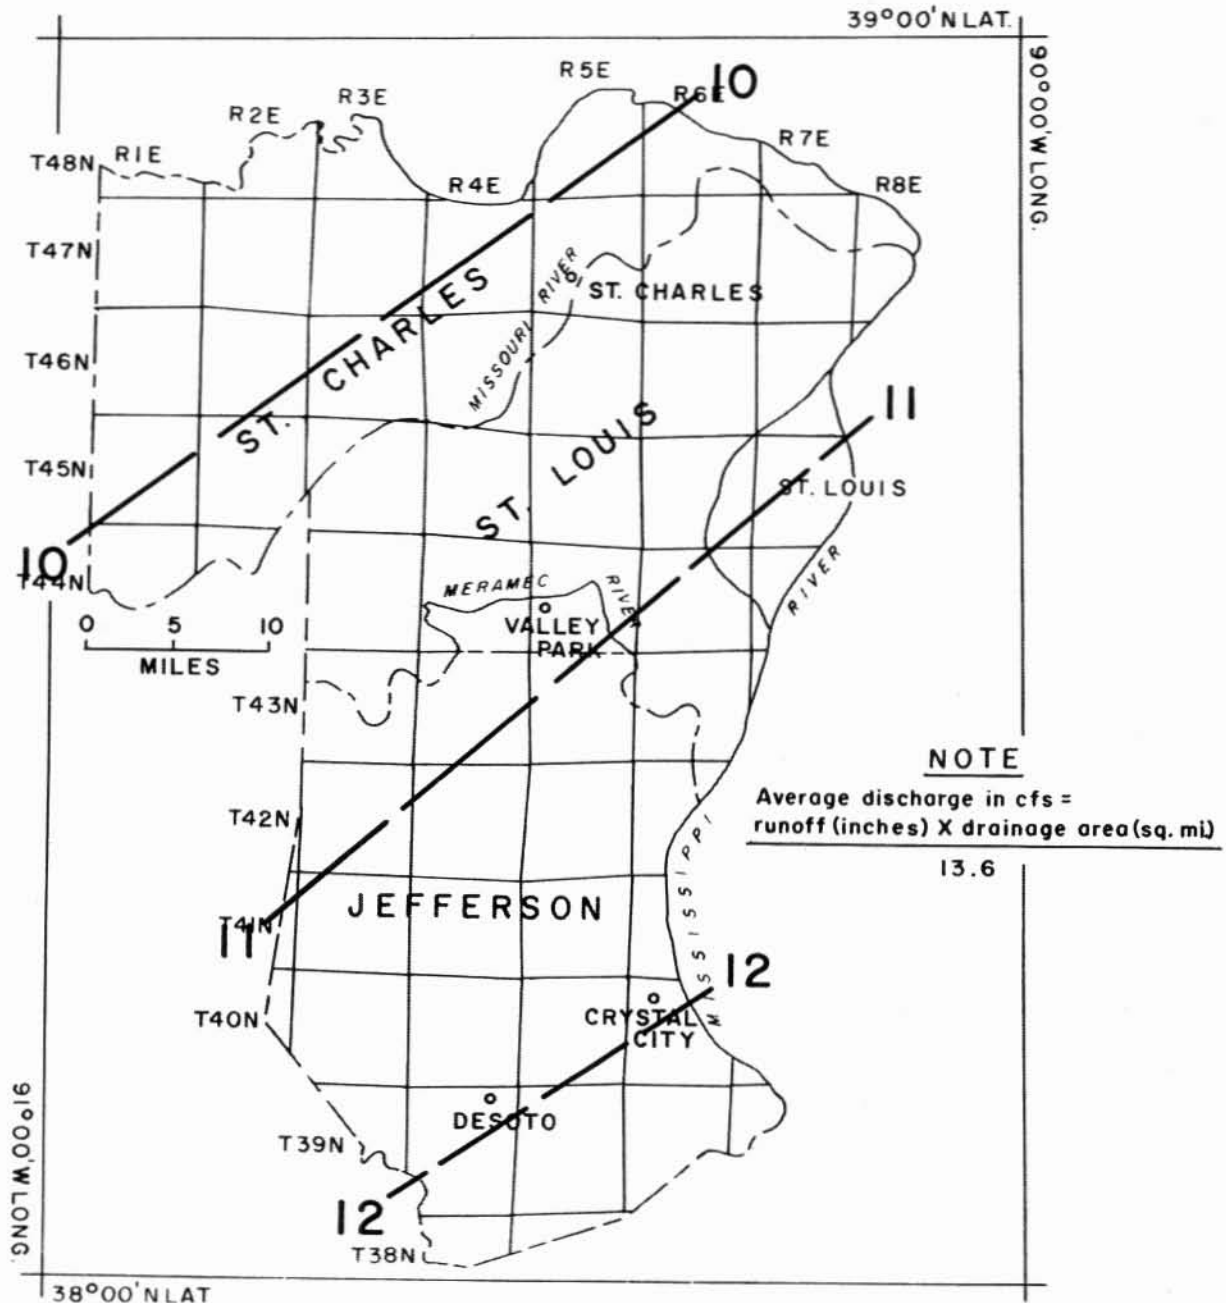 39°00'N LAT.
90°00'W LONG.
R5E
10
R3E
R6E
R2E
R7E
T48N
R1E
R4E
R8E
T47N
MISSOURI RIVER
ST. CHARLES
ST. CHARLES
T46N
11
ST. LOUIS
T45N
ST. LOUIS
10
T44N
MERAMEC RIVER
RIVER
0 5 10
MILES
VALLEY
PARK
T43N
NOTE
Average discharge in cfs =
runoff (inches) X drainage area (sq. mi.)
13.6
T42N
MISSISSIPPI
JEFFERSON
T41N
11
12
T40N
CRYSTAL
CITY
91°00'W LONG.
DESOTO
T39N
12
T38N
38°00'N LAT